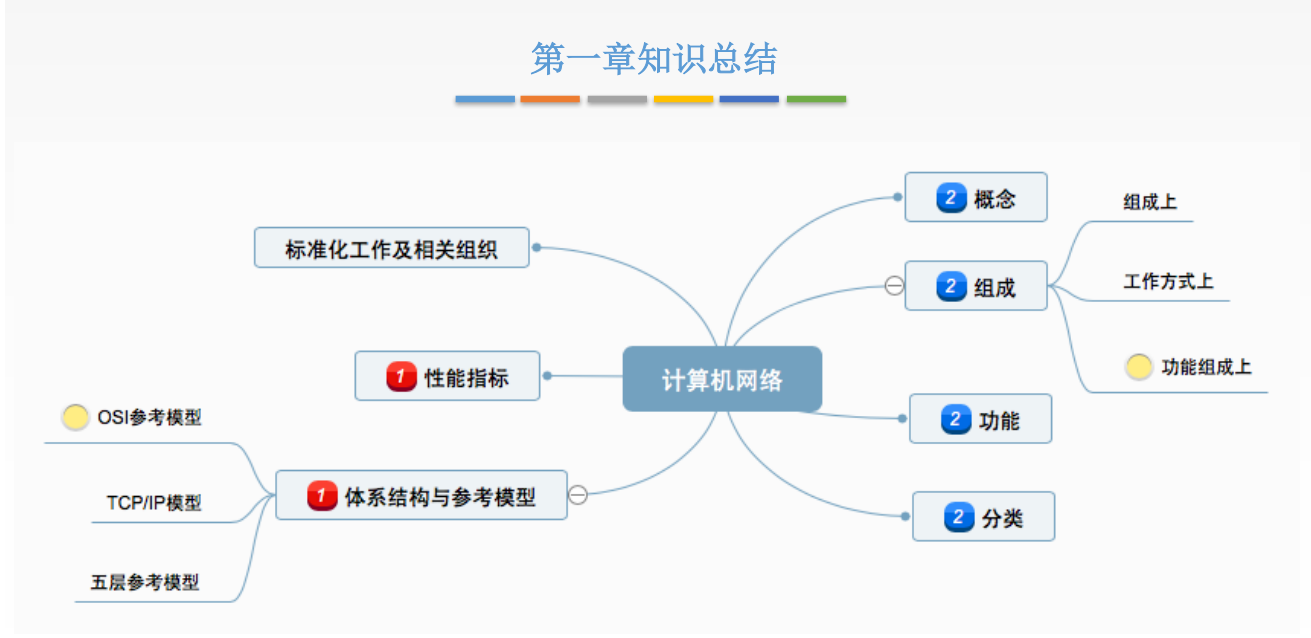 第一章知识总结
标准化工作及相关组织
1 性能指标
OSI参考模型
TCP/IP模型
五层参考模型
1 体系结构与参考模型
计算机网络
2 概念
2 组成
组成上
工作方式上
功能组成上
2 功能
2 分类